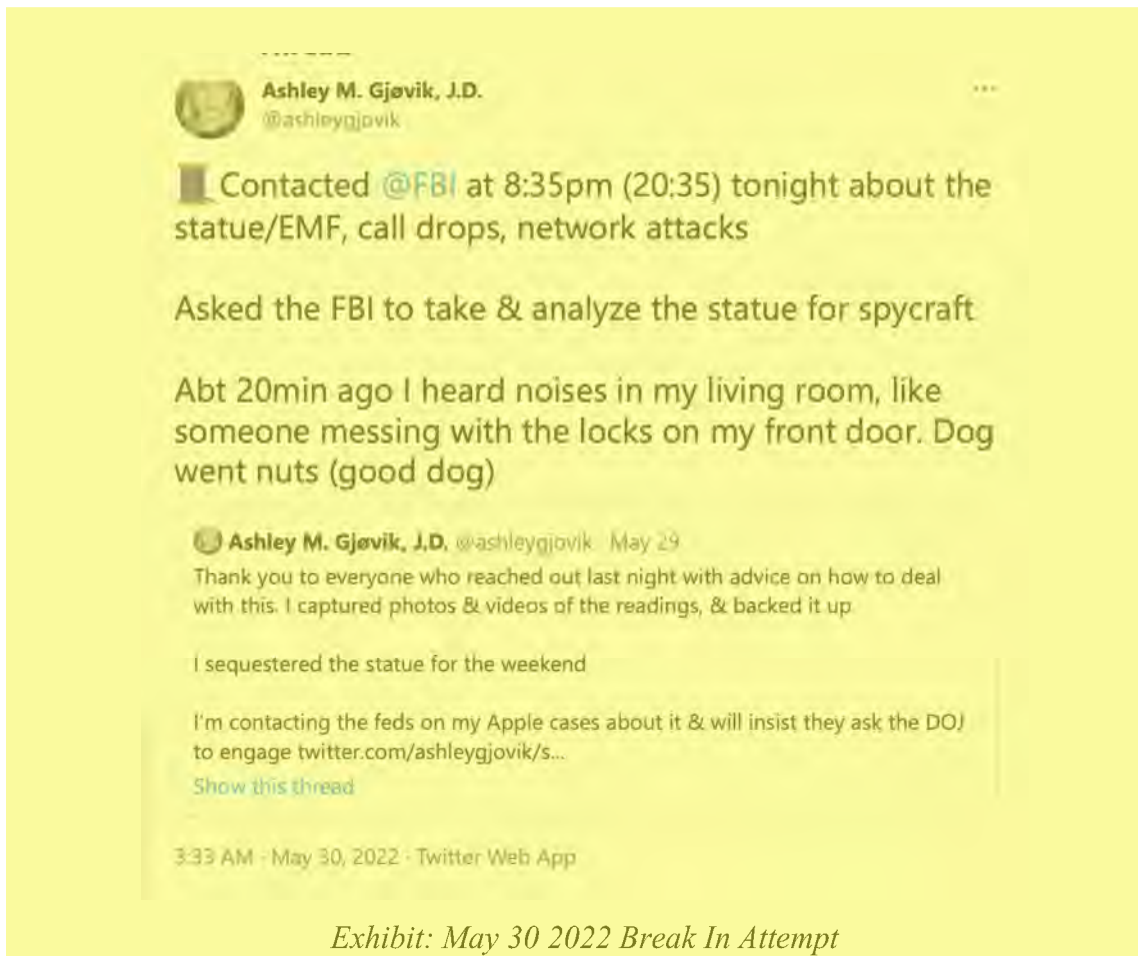 Ashley M. Gjøvik, J.D.
@ashleygjovik
Contacted @FBI at 8:35pm (20:35) tonight about the
statue/EMF, call drops, network attacks
Asked the FBI to take & analyze the statue for spycraft
Abt 20min ago I heard noises in my living room, like
someone messing with the locks on my front door. Dog
went nuts (good dog)
Ashley M. Gjøvik, J.D. @ashleygjovik · May 29
Thank you to everyone who reached out last night with advice on how to deal
with this. I captured photos & videos of the readings, & backed it up
I sequestered the statue for the weekend
I'm contacting the feds on my Apple cases about it & will insist they ask the DOJ
to engage twitter.com/ashleygjovik/s...
Show this thread
3:33 AM · May 30, 2022 · Twitter Web App
Exhibit: May 30 2022 Break In Attempt